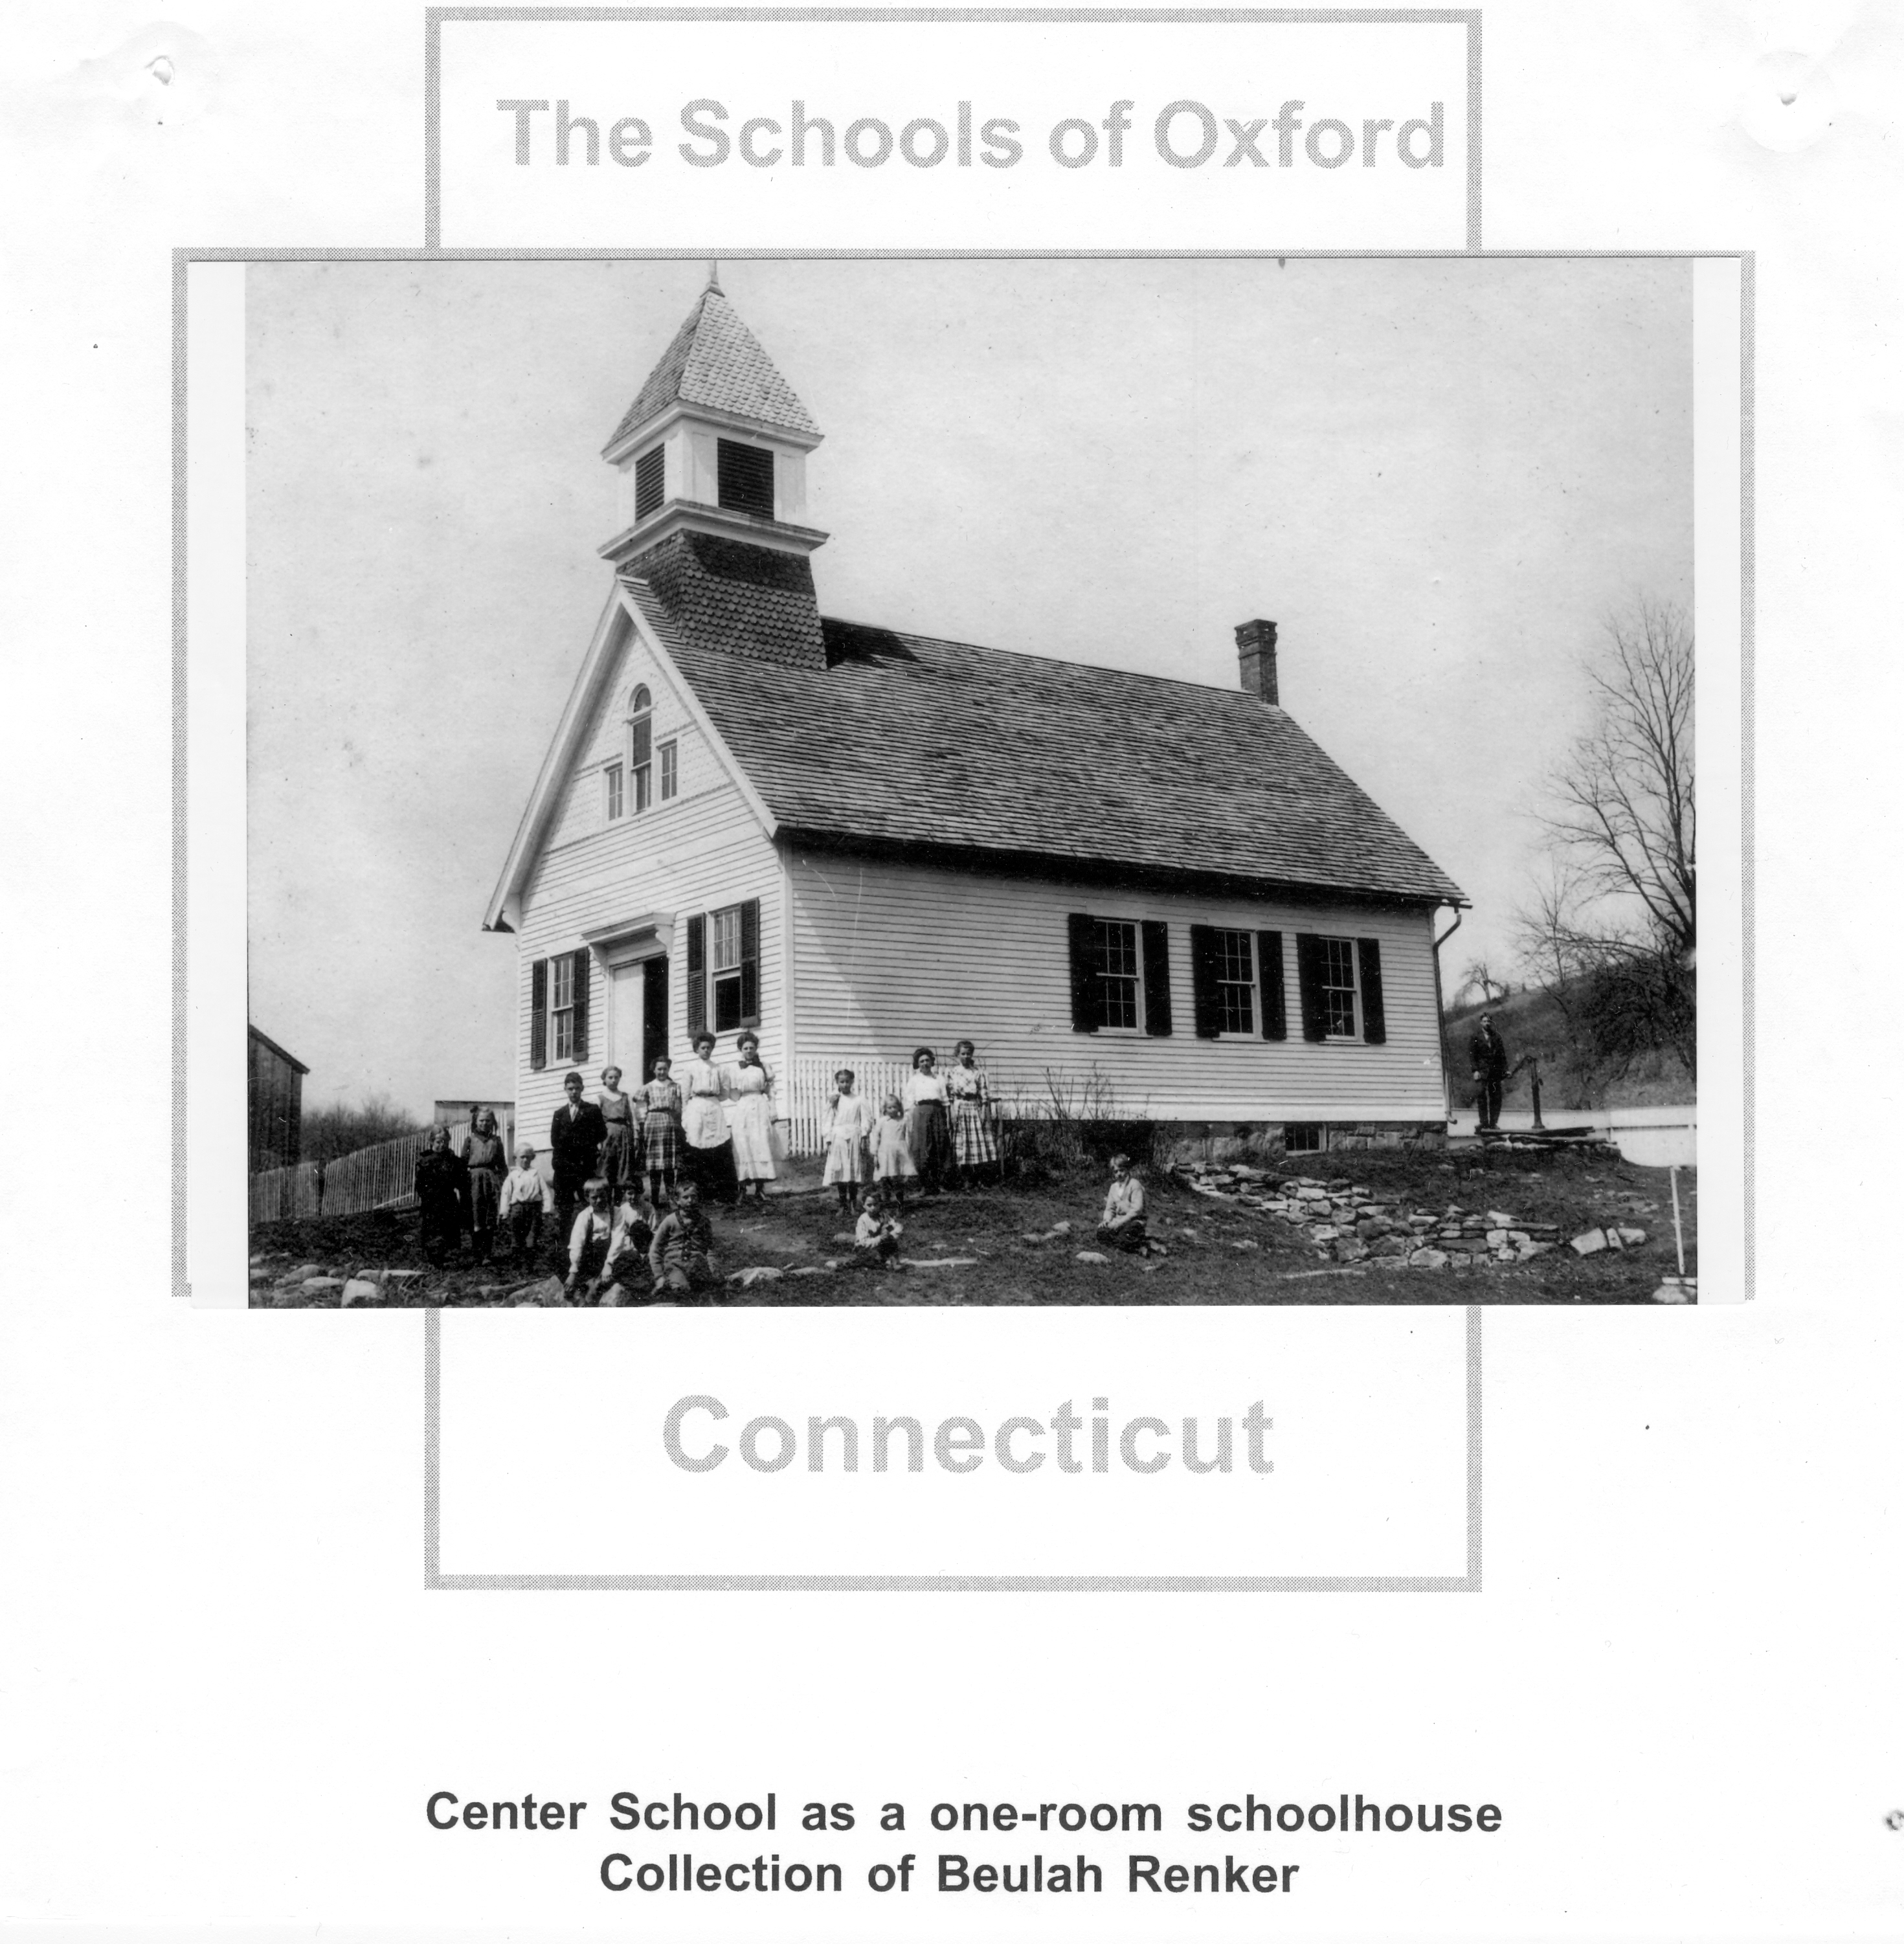 The Schools of Oxford
Connecticut
Center School as a one-room schoolhouse
Collection of Beulah Renker